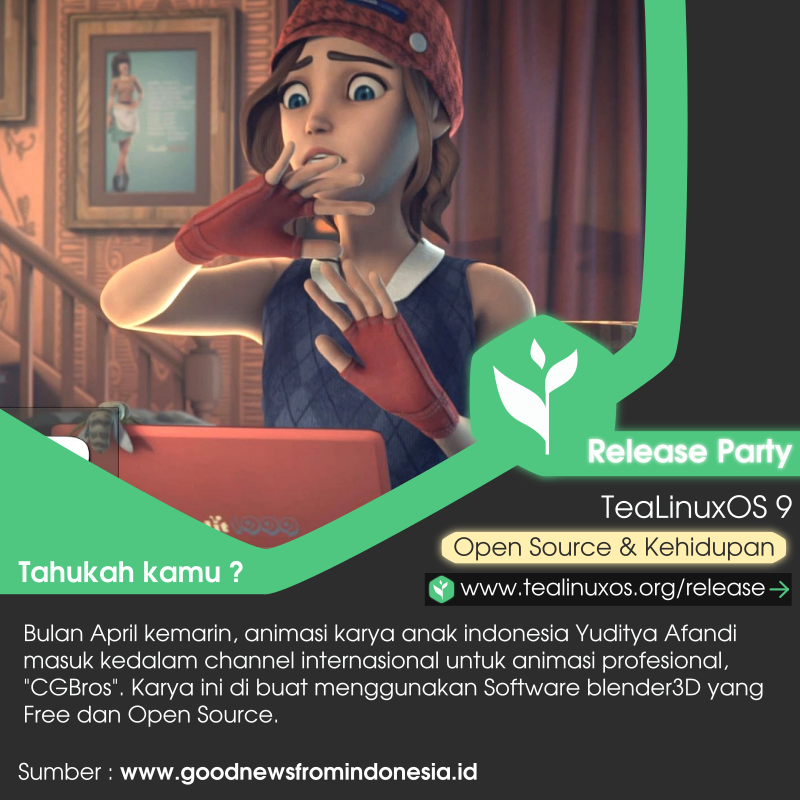 Release Party
TeaLinuxOS 9
Open Source & Kehidupan
www.tealinuxos.org/release
Tahukah kamu ?
Bulan April kemarin, animasi karya anak indonesia Yuditya Afandi
masuk kedalam channel internasional untuk animasi profesional,
"CGBros". Karya ini di buat menggunakan Software blender3D yang
Free dan Open Source.
Sumber : www.goodnewsfromindonesia.id